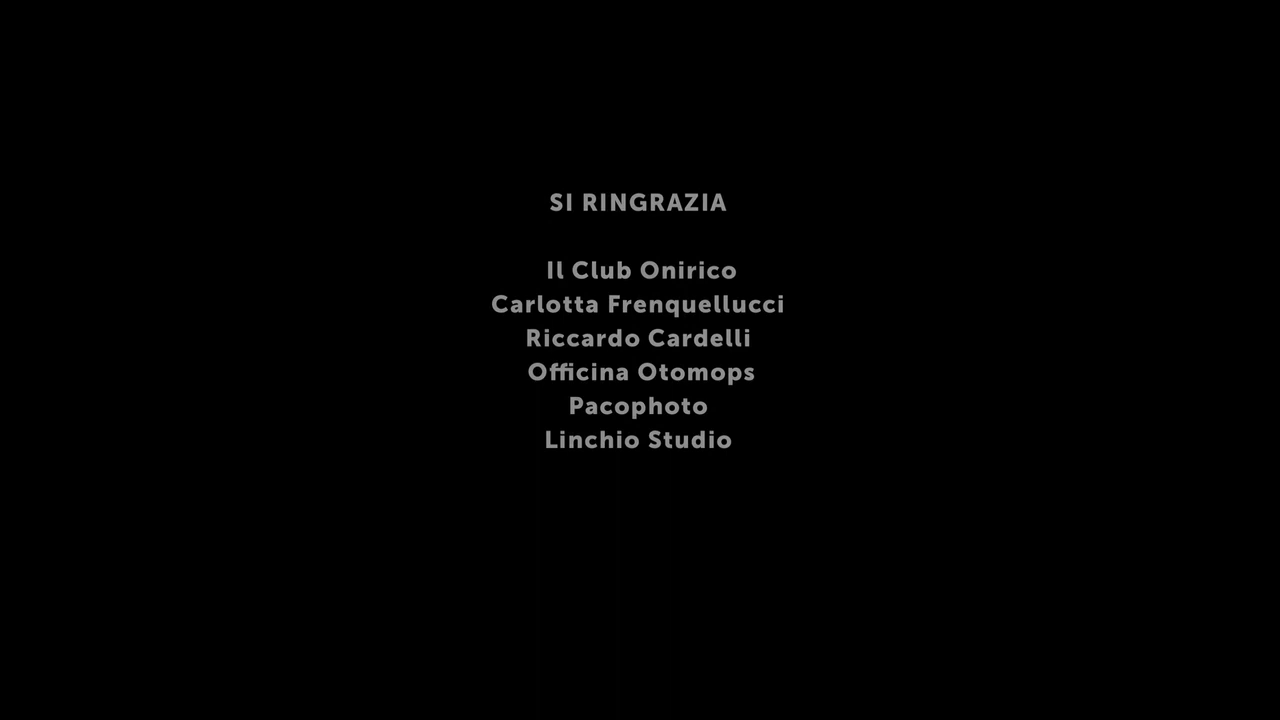 SI RINGRAZIA
Il Club Onirico
Carlotta Frenquellucci
Riccardo Cardelli
Officina Otomops
Pacophoto
Linchio Studio